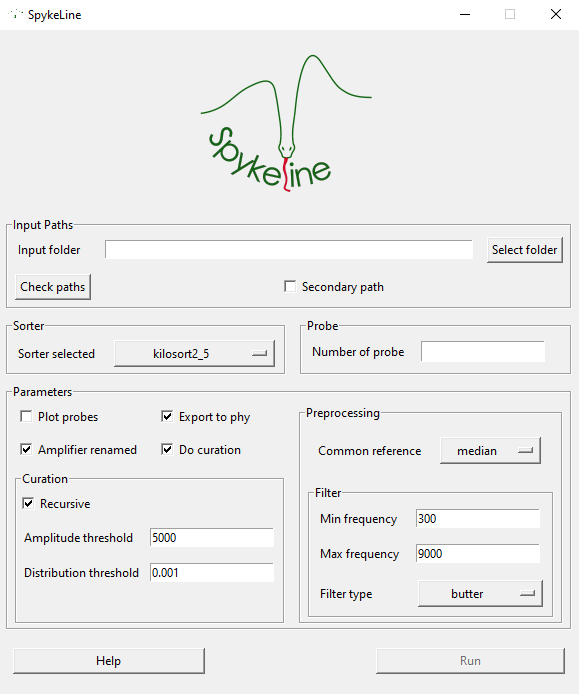 SpykeLine
Spykeline
Input Paths
Input folder
Select folder
Check paths
Secondary path
Sorter
Sorter selected
kilosort2_5
Probe
Number of probe
Parameters
Plot probes
Export to phy
Amplifier renamed
Do curation
Curation
Recursive
Amplitude threshold
5000
Distribution threshold
0.001
Preprocessing
Common reference
median
Filter
Min frequency
300
Max frequency
9000
Filter type
butter
Help
Run